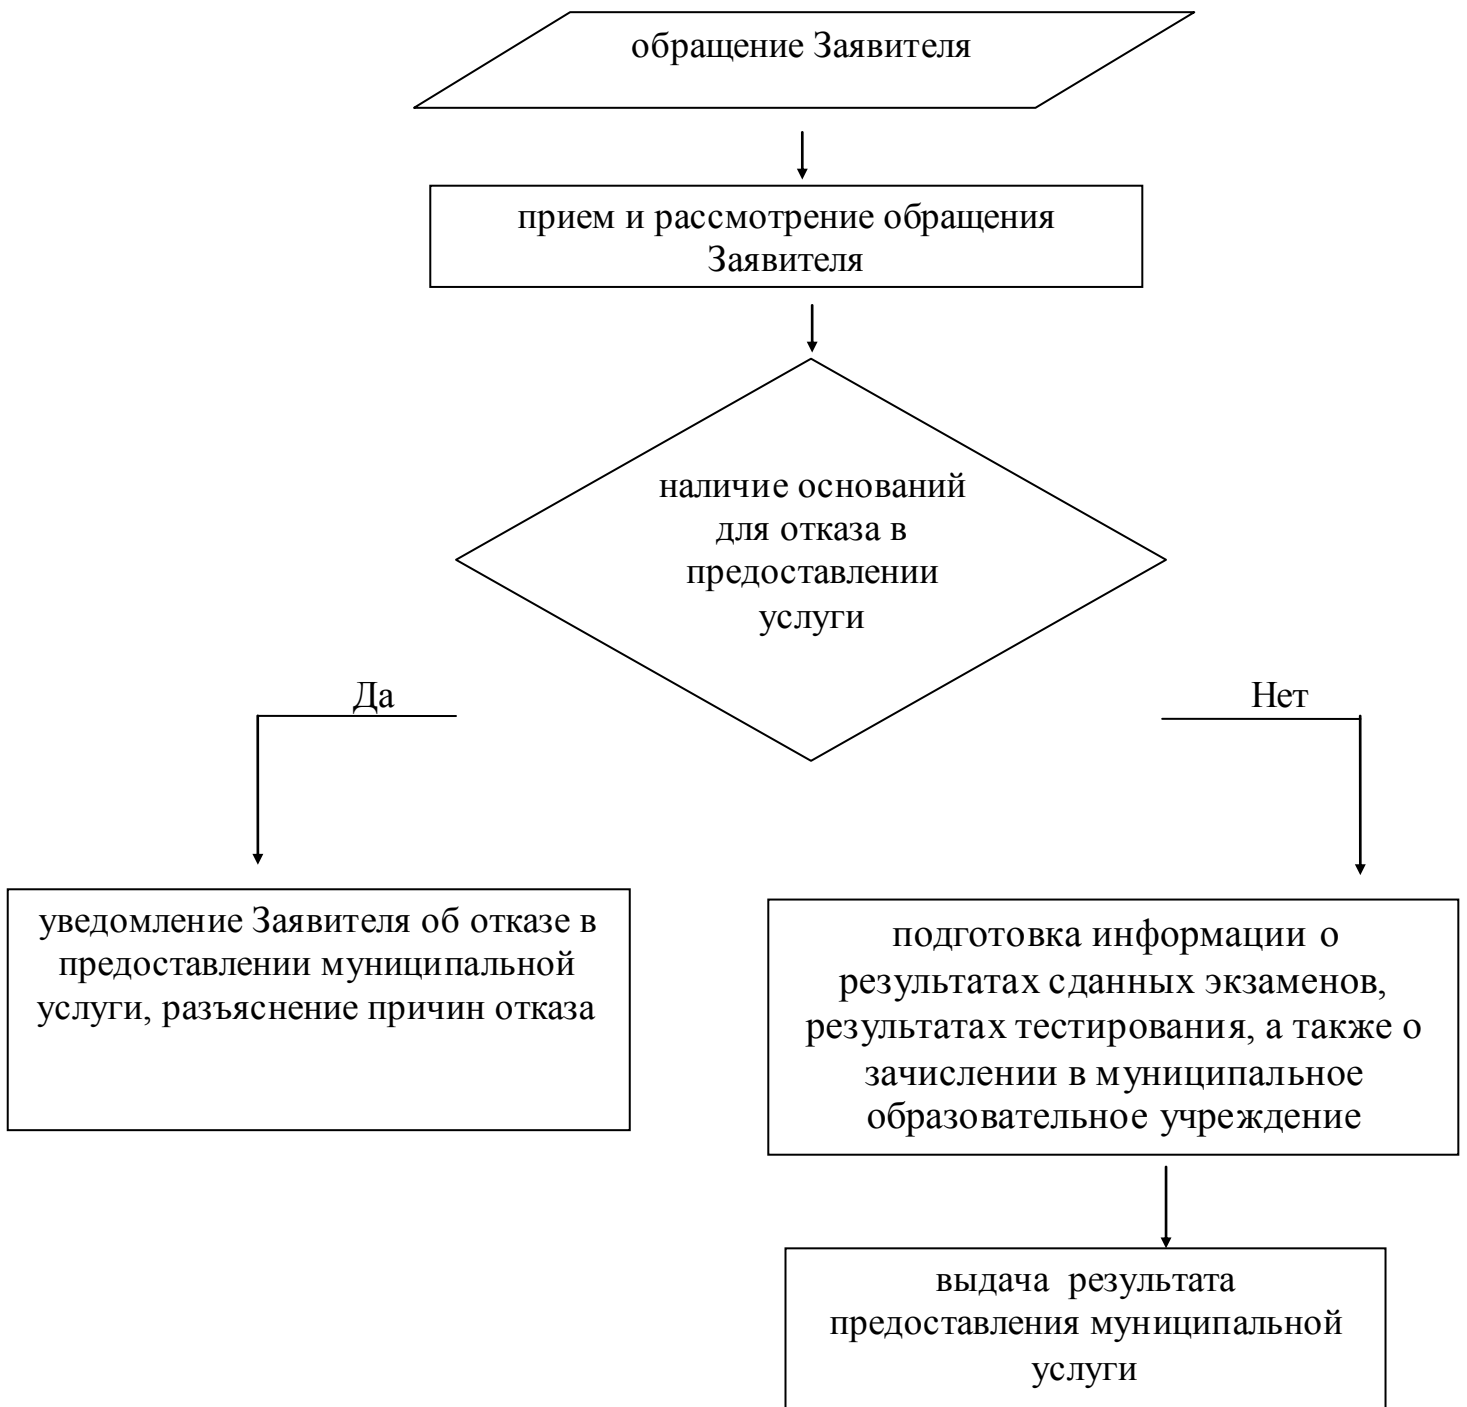 обращение Заявителя
прием и рассмотрение обращения
Заявителя
наличие оснований
для отказа в
предоставлении
услуги
Да
Нет
уведомление Заявителя об отказе в
предоставлении муниципальной
услуги, разъяснение причин отказа
подготовка информации о
результатах сданных экзаменов,
результатах тестирования, а также о
зачислении в муниципальное
образовательное учреждение
выдача результата
предоставления муниципальной
услуги